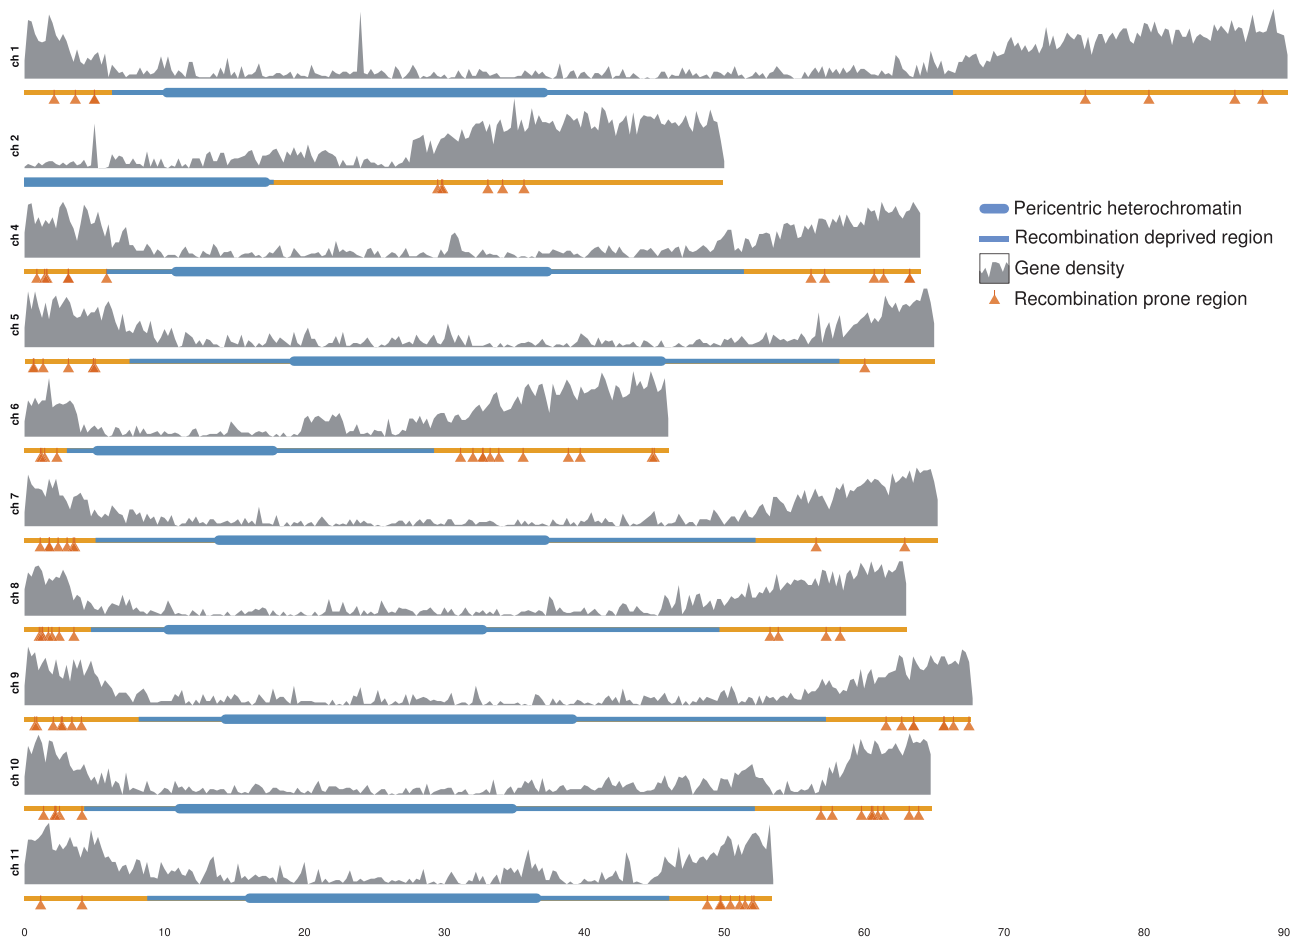 ch 1
ch 2
Pericentric heterochromatin
ch 4
Recombination deprived region
Gene density
Recombination prone region
ch 5
ch 6
ch 7
ch 8
ch 9
ch 10
ch 11
0 10 20 30 40 50 60 70 80 90